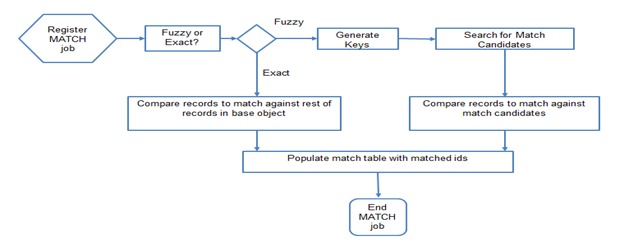 Register
MATCH
job
Fuzzy or
Exact?
Fuzzy
Generate
Keys
Search for Match
Candidates
Exact
Compare records to match against rest of
records in base object
Compare records to match against
match candidates
Populate match table with matched ids
End
MATCH
job